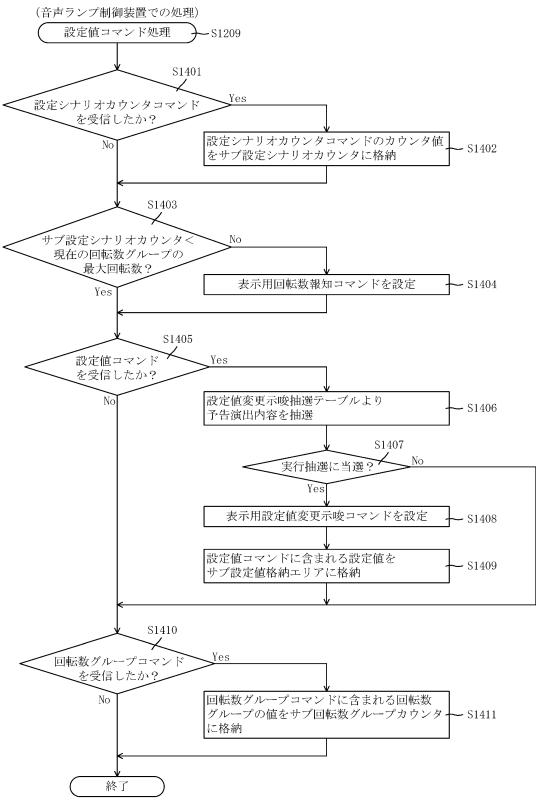 (音声ランプ制御装置での処理)
設定値コマンド処理
S1209
S1401
設定シナリオカウンタコマンド
を受信したか?
Yes
No
設定シナリオカウンタコマンドのカウンタ値
をサブ設定シナリオカウンタに格納
S1402
S1403
サブ設定シナリオカウンタ<
現在の回転数グループの
最大回転数?
No
Yes
表示用回転数報知コマンドを設定
S1404
S1405
設定値コマンド
を受信したか?
Yes
No
設定値変更示唆抽選テーブルより
予告演出内容を抽選
S1406
S1407
実行抽選に当選?
No
Yes
表示用設定値変更示唆コマンドを設定
S1408
設定値コマンドに含まれる設定値を
サブ設定値格納エリアに格納
S1409
S1410
回転数グループコマンド
を受信したか?
Yes
No
回転数グループコマンドに含まれる回転数
グループの値をサブ回転数グループカウンタ
に格納
S1411
終了